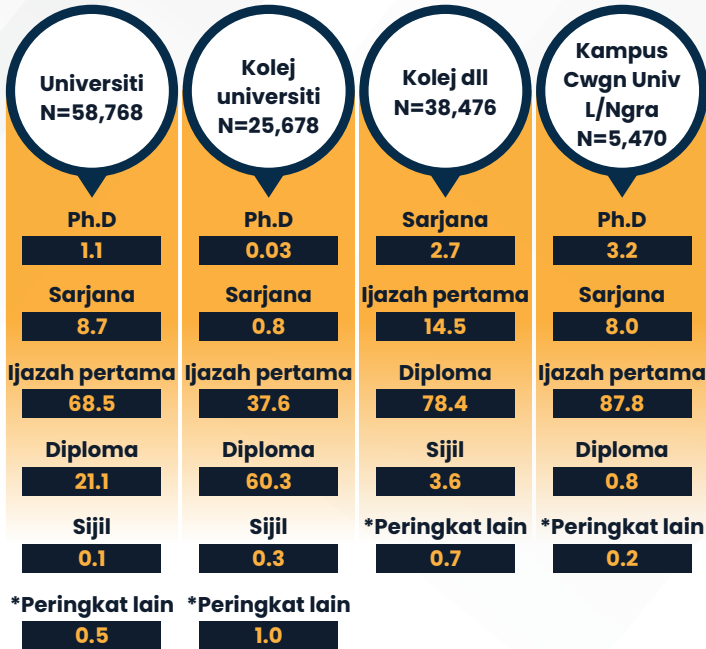 Universiti
N=58,768
Ph.D
1.1
Sarjana
8.7
Ijazah pertama
68.5
Diploma
21.1
Sijil
0.1
*Peringkat lain
0.5
Kolej
universiti
N=25,678
Ph.D
0.03
Sarjana
0.8
Ijazah pertama
37.6
Diploma
60.3
Sijil
0.3
*Peringkat lain
1.0
Kolej dll
N=38,476
Sarjana
2.7
Ijazah pertama
14.5
Diploma
78.4
Sijil
3.6
*Peringkat lain
0.7
Kampus
Cwgn Univ
L/Ngra
N=5,470
Ph.D
3.2
Sarjana
8.0
Ijazah pertama
87.8
Diploma
0.8
*Peringkat lain
0.2